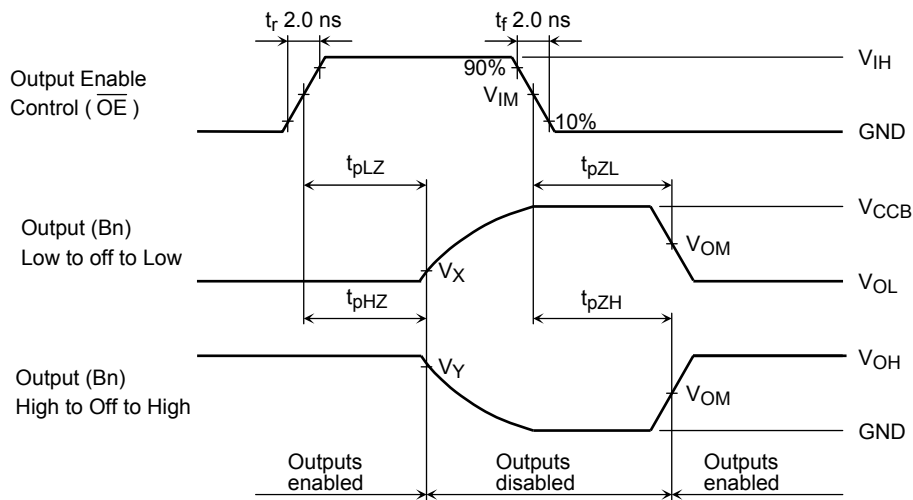 tr 2.0 ns
tf 2.0 ns
Output Enable
Control ( OE )
90%
VIM
10%
VIH
GND
tpLZ
tpZL
Output (Bn)
Low to off to Low
VX
VCCB
VOM
VOL
tpHZ
tpZH
Output (Bn)
High to Off to High
VY
VOH
VOM
GND
Outputs
enabled
Outputs
disabled
Outputs
enabled